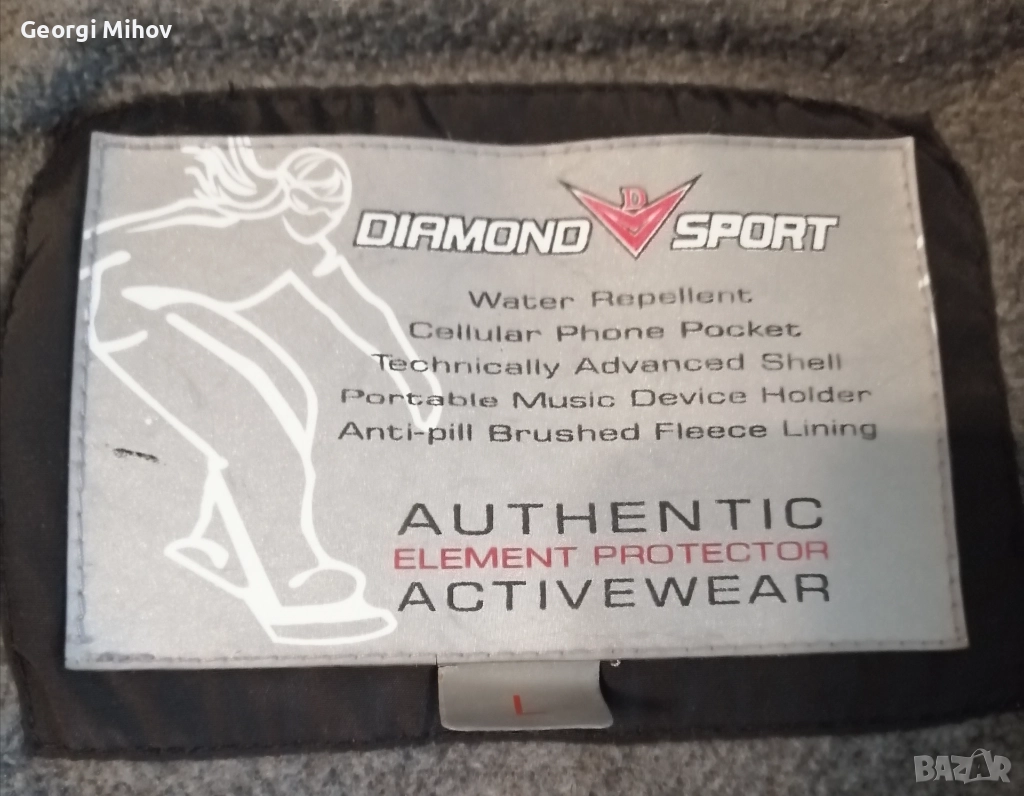 Georgi Mihov
DIAMOND D SPORT
Water Repellent
Cellular Phone Pocket
Technically Advanced Shell
Portable Music Device Holder
Anti-pill Brushed Fleece Lining
AUTHENTIC
ELEMENT PROTECTOR
ACTIVEWEAR
L
BAZAR